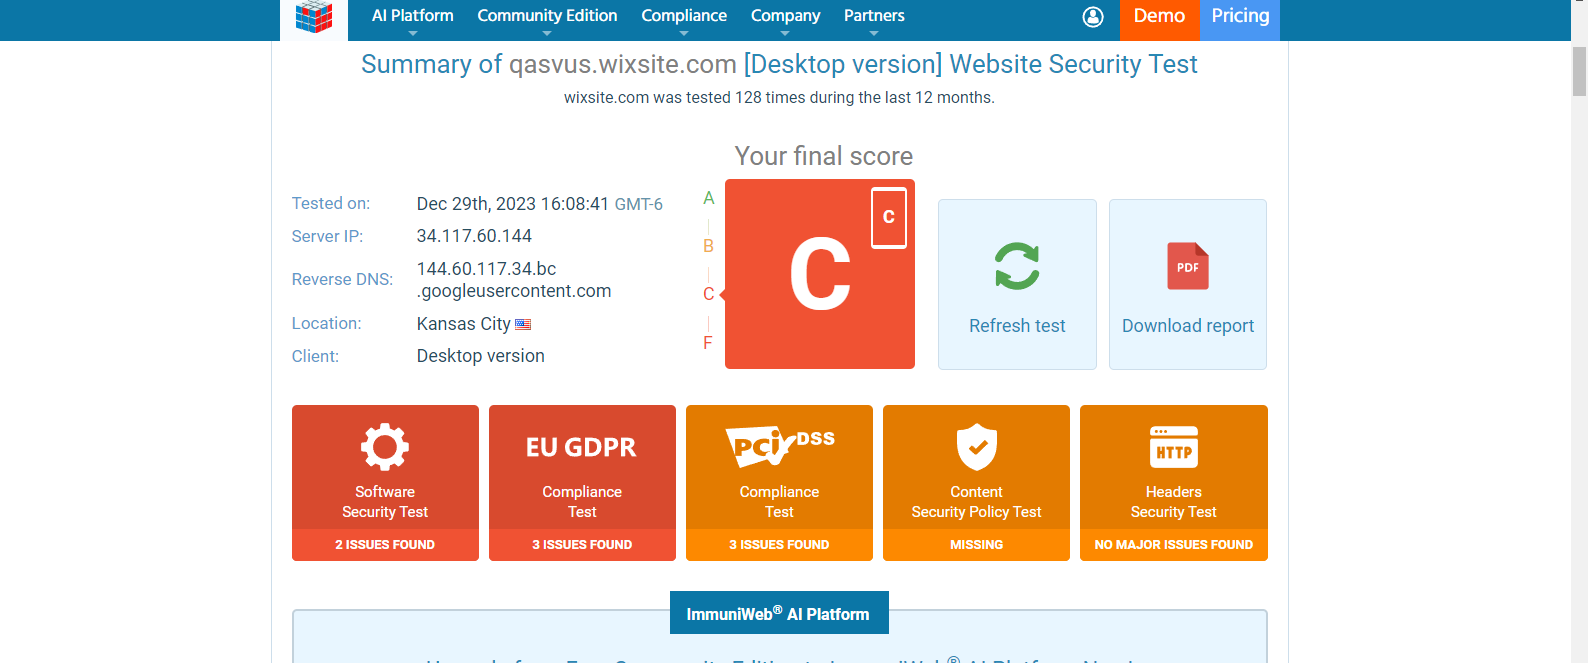 AI Platform Community Edition Compliance Company Partners Demo Pricing
Summary of qasvus.wixsite.com [Desktop version] Website Security Test
wixsite.com was tested 128 times during the last 12 months.
Your final score
Tested on: Dec 29th, 2023 16:08:41 GMT-6
Server IP: 34.117.60.144
Reverse DNS: 144.60.117.34.bc
.googleusercontent.com
Location: Kansas City
Client: Desktop version
A
B
C
F
C
C
Refresh test
PDF
Download report
Software
Security Test
2 ISSUES FOUND
EU GDPR
Compliance
Test
3 ISSUES FOUND
PCI DSS
Compliance
Test
3 ISSUES FOUND
Content
Security Policy Test
MISSING
HTTP
Headers
Security Test
NO MAJOR ISSUES FOUND
ImmuniWeb® AI Platform